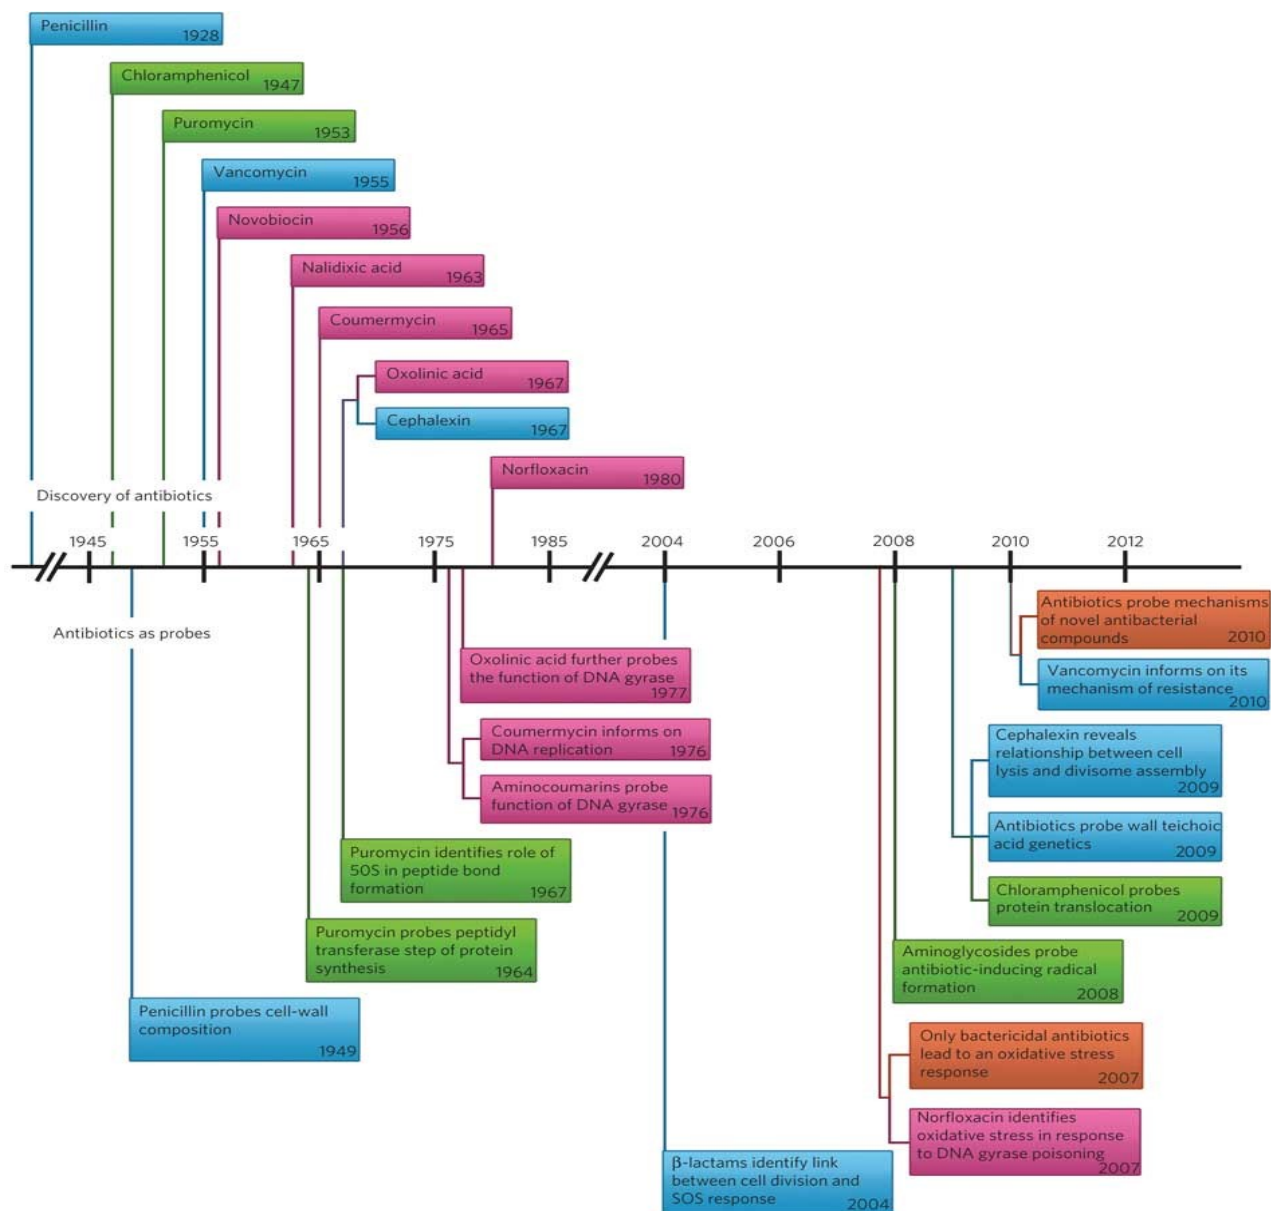 Penicillin
1928
Chloramphenicol
1947
Puromycin
1953
Vancomycin
1955
Novobiocin
1956
Nalidixic acid
1963
Coumermycin
1965
Oxolinic acid
1967
Cephalexin
1967
Norfloxacin
1980
Discovery of antibiotics
1945 1955 1965 1975 1985 2004 2006 2008 2010 2012
Antibiotics as probes
Antibiotics probe mechanisms
of novel antibacterial
compounds
2010
Vancomycin informs on its
mechanism of resistance
2010
Oxolinic acid further probes
the function of DNA gyrase
1977
Coumermycin informs on
DNA replication
1976
Aminocoumarins probe
function of DNA gyrase
1976
Cephalexin reveals
relationship between cell
lysis and divisome assembly
2009
Antibiotics probe wall teichoic
acid genetics
2009
Chloramphenicol probes
protein translocation
2009
Puromycin identifies role of
50S in peptide bond
formation
1967
Puromycin probes peptidyl
transferase step of protein
synthesis
1964
Aminoglycosides probe
antibiotic-inducing radical
formation
2008
Penicillin probes cell-wall
composition
1949
Only bactericidal antibiotics
lead to an oxidative stress
response
2007
Norfloxacin identifies
oxidative stress in response
to DNA gyrase poisoning
2007
β-lactams identify link
between cell division and
SOS response
2004